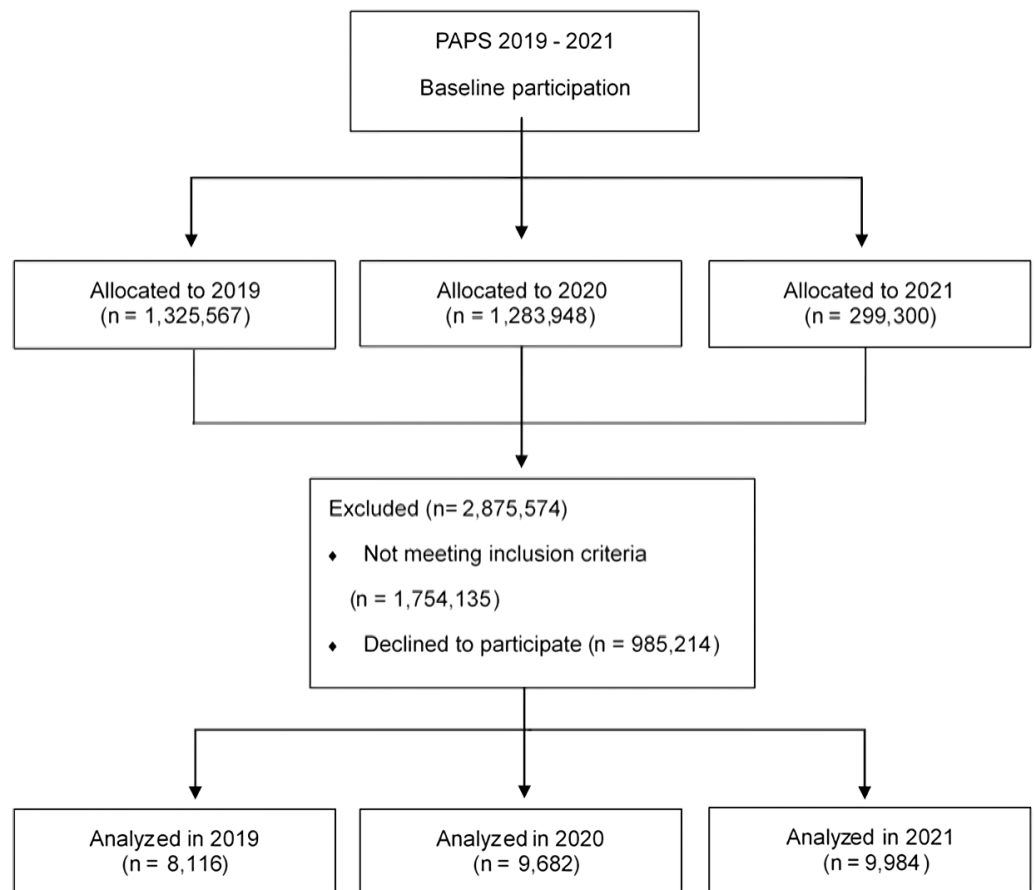 PAPS 2019 - 2021
Baseline participation
Allocated to 2019
(n = 1,325,567)
Allocated to 2020
(n = 1,283,948)
Allocated to 2021
(n = 299,300)
Excluded (n= 2,875,574)
♦ Not meeting inclusion criteria
(n = 1,754,135)
♦ Declined to participate (n = 985,214)
Analyzed in 2019
(n = 8,116)
Analyzed in 2020
(n = 9,682)
Analyzed in 2021
(n = 9,984)